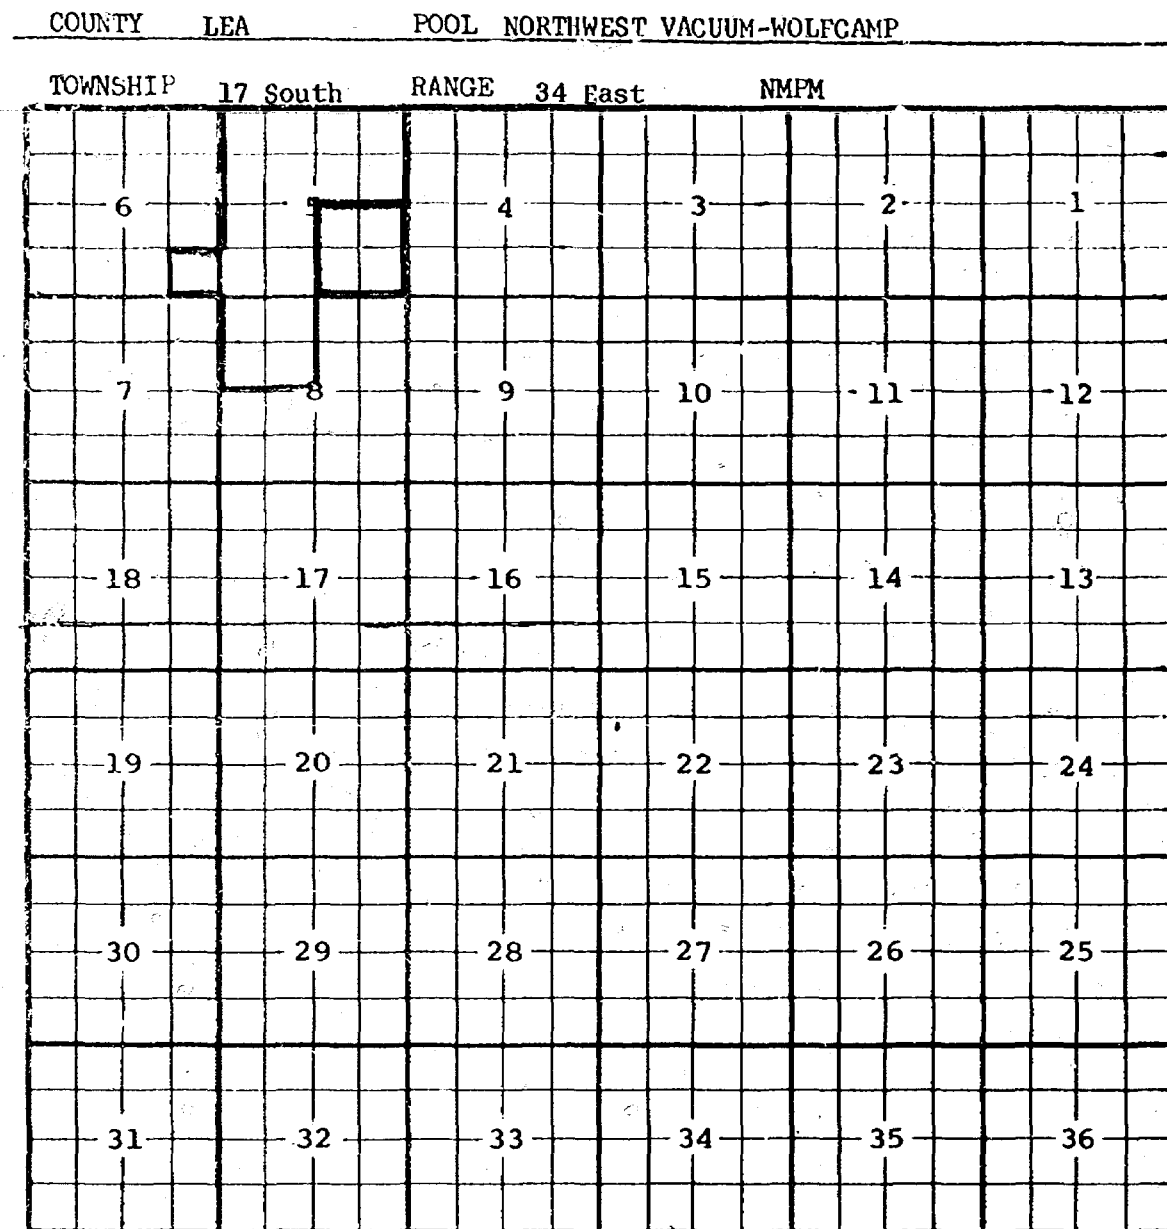 COUNTY LEA POOL NORTHWEST VACUUM-WOLFCAMP
TOWNSHIP 17 South RANGE 34 East NMPM
6 4 3 2 1
7 8 9 10 11 12
18 17 16 15 14 13
19 20 21 22 23 24
30 29 28 27 26 25
31 32 33 34 35 36